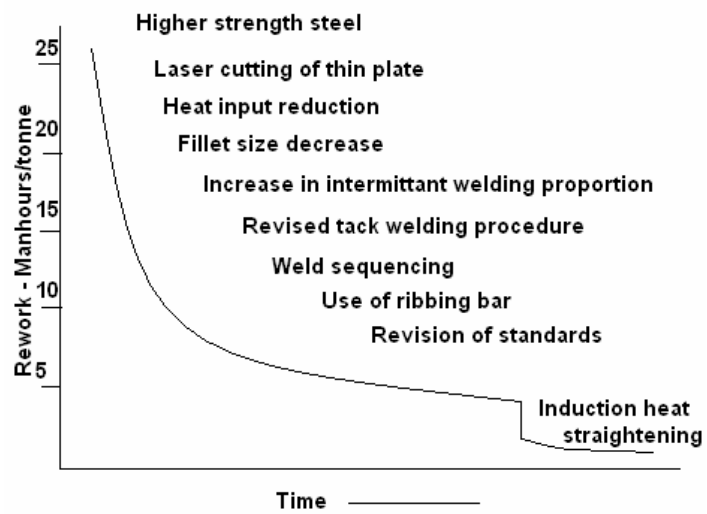 Higher strength steel
25
Laser cutting of thin plate
Heat input reduction
20
Fillet size decrease
Increase in intermittant welding proportion
15
Revised tack welding procedure
Weld sequencing
10
Use of ribbing bar
Revision of standards
5
Induction heat
straightening
Rework - Manhours/tonne
Time